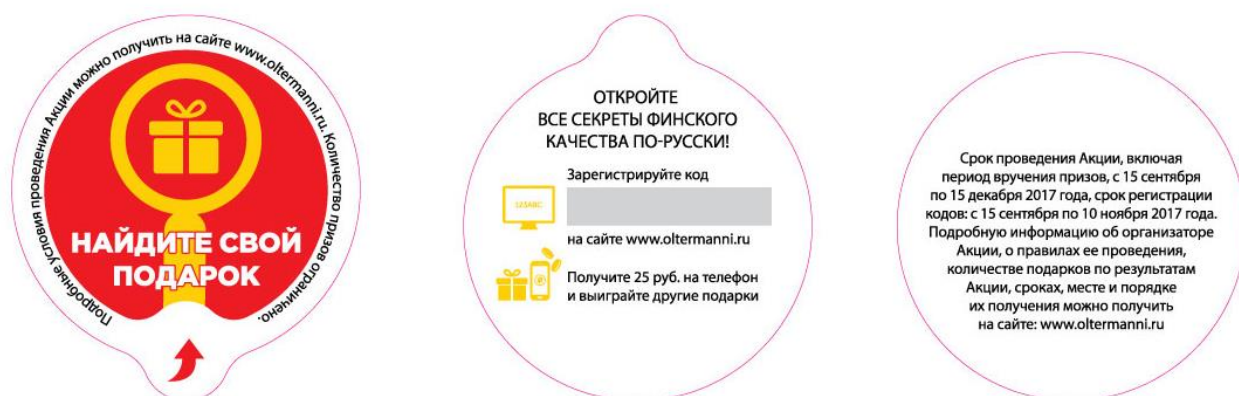 Подробные условия проведения Акции можно получить на сайте www.oltermanni.ru. Количество призов ограничено.
НАЙДИТЕ СВОЙ
ПОДАРОК
ОТКРОЙТЕ
ВСЕ СЕКРЕТЫ ФИНСКОГО
КАЧЕСТВА ПО-РУССКИ!
Зарегистрируйте код
123ABC
на сайте www.oltermanni.ru
Получите 25 руб. на телефон
и выиграйте другие подарки
Срок проведения Акции, включая
период вручения призов, с 15 сентября
по 15 декабря 2017 года, срок регистрации
кодов: с 15 сентября по 10 ноября 2017 года.
Подробную информацию об организаторе
Акции, о правилах ее проведения,
количестве подарков по результатам
Акции, сроках, месте и порядке
их получения можно получить
на сайте: www.oltermanni.ru